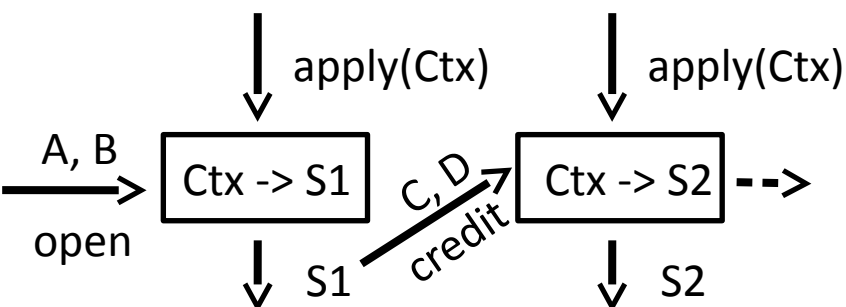 apply(Ctx)
apply(Ctx)
A, B
open
Ctx -> S1
C, D
credit
Ctx -> S2
S1
S2